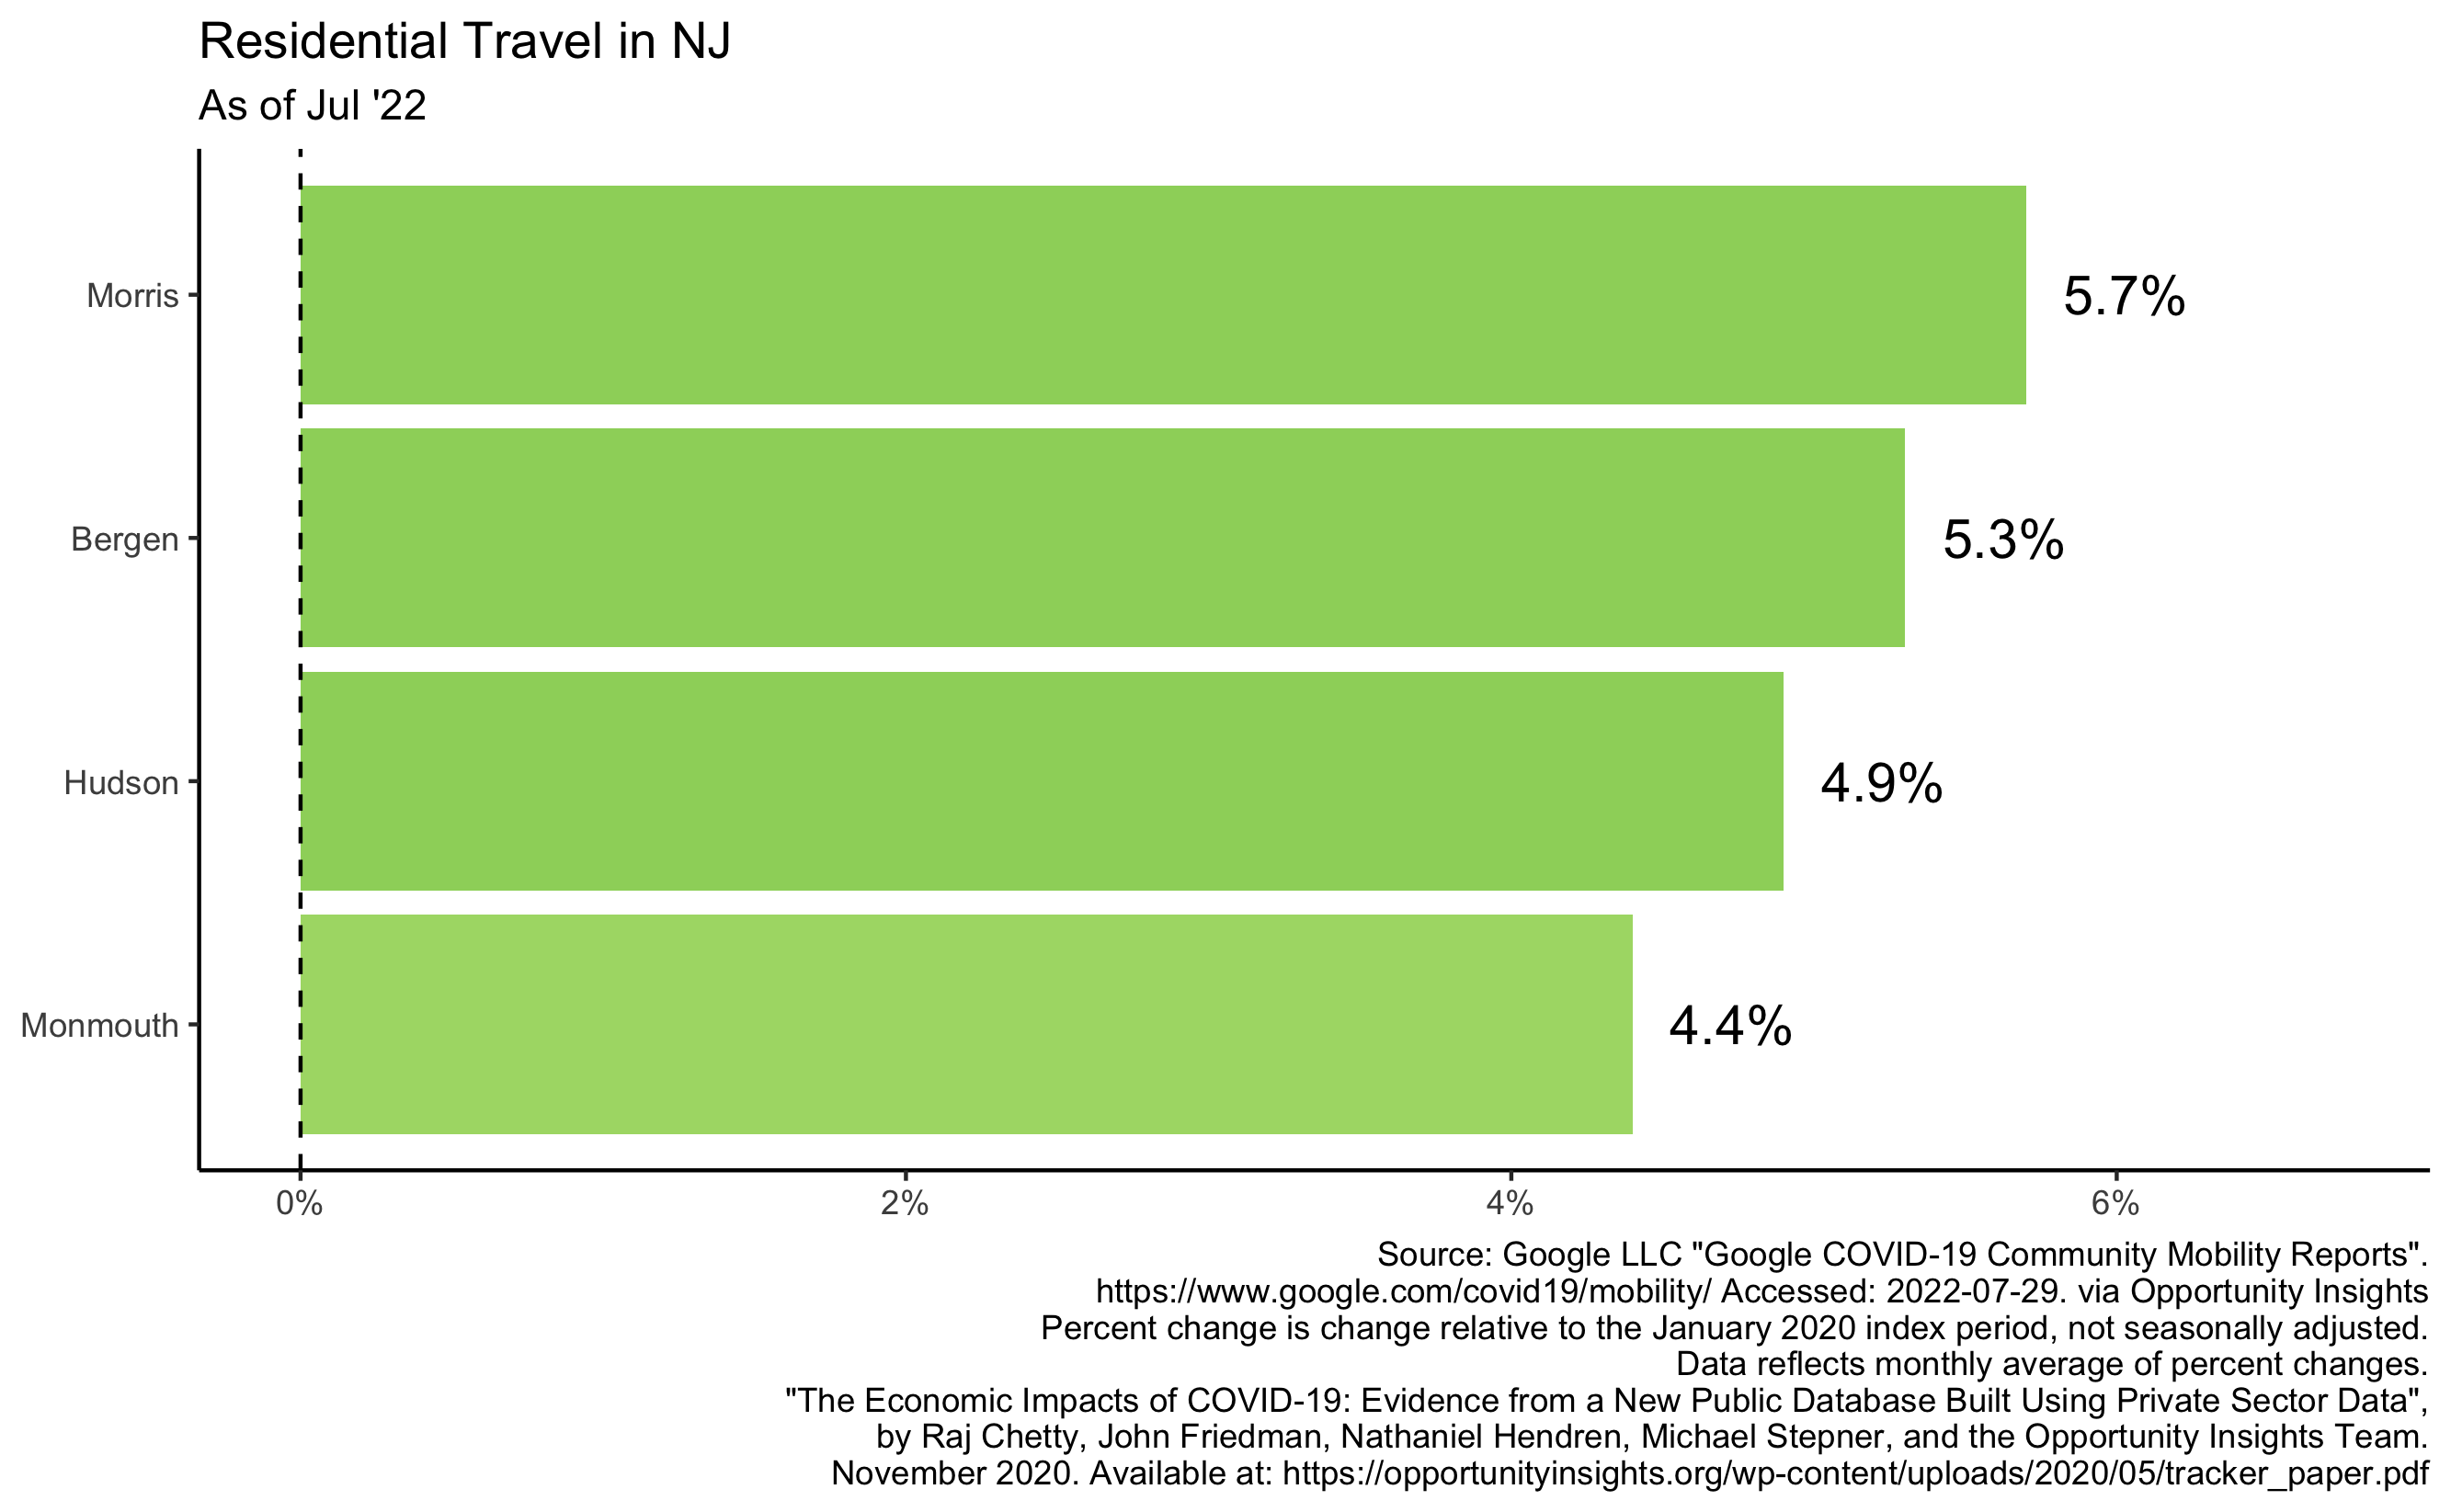 Residential Travel in NJ
As of Jul '22
Morris
5.7%
Bergen
5.3%
Hudson
4.9%
Monmouth
4.4%
0%
2%
4%
6%
Source: Google LLC "Google COVID-19 Community Mobility Reports".
https://www.google.com/covid19/mobility/ Accessed: 2022-07-29. via Opportunity Insights
Percent change is change relative to the January 2020 index period, not seasonally adjusted.
Data reflects monthly average of percent changes.
"The Economic Impacts of COVID-19: Evidence from a New Public Database Built Using Private Sector Data",
by Raj Chetty, John Friedman, Nathaniel Hendren, Michael Stepner, and the Opportunity Insights Team.
November 2020. Available at: https://opportunityinsights.org/wp-content/uploads/2020/05/tracker_paper.pdf